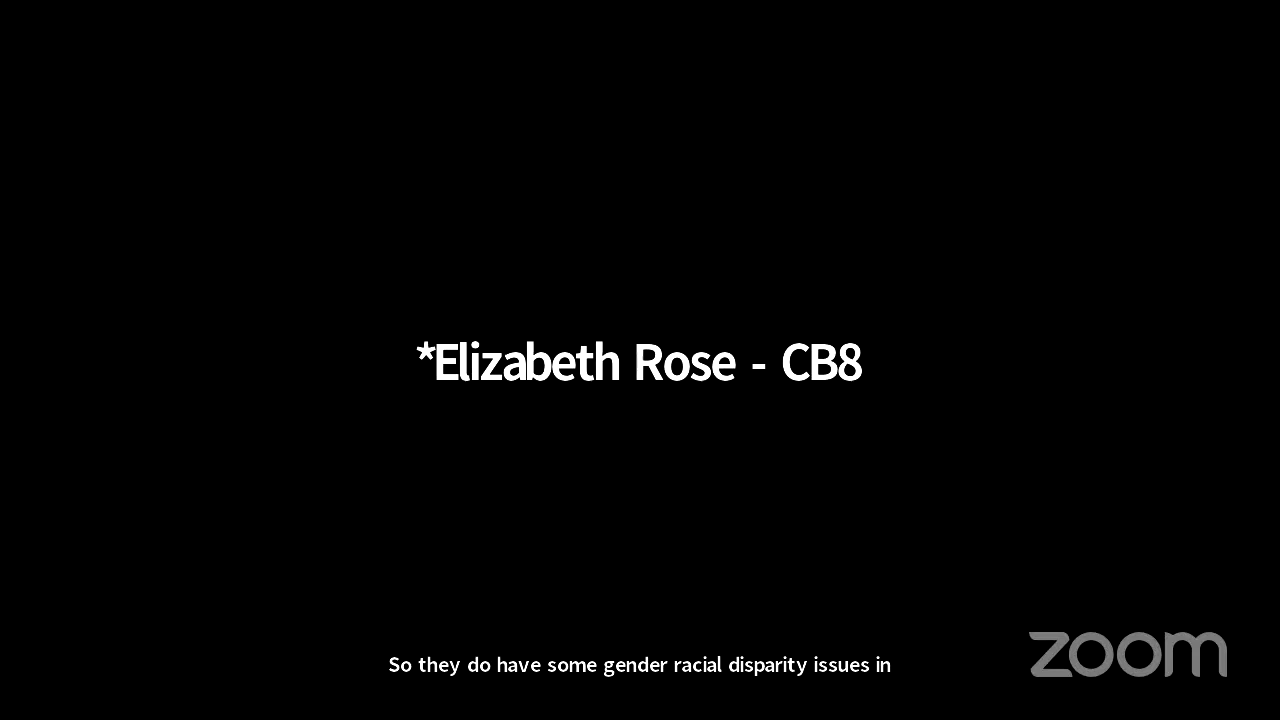 *Elizabeth Rose - CB8
So they do have some gender racial disparity issues in
zoom